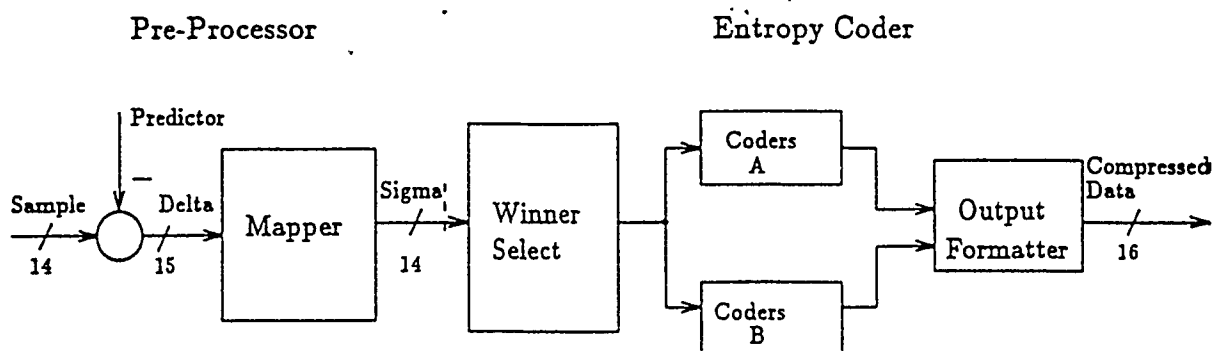 Pre-Processor
Entropy Coder
Predictor
−
Sample
14
Delta
15
Mapper
Sigma
14
Winner
Select
Coders
A
Coders
B
Output
Formatter
Compressed
Data
16